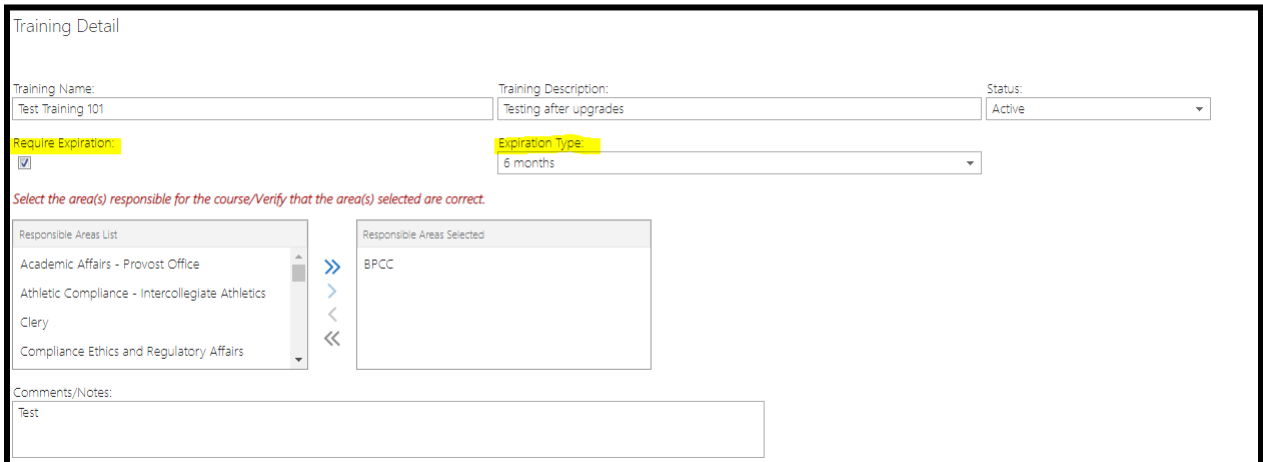 Training Detail
Training Name: Training Description: Status:
Test Training 101 Testing after upgrades Active
Require Expiration: Expiration Type:
6 months
Select the area(s) responsible for the course/Verify that the area(s) selected are correct.
Responsible Areas List Responsible Areas Selected
Academic Affairs - Provost Office BPCC
Athletic Compliance - Intercollegiate Athletics
Clery
Compliance Ethics and Regulatory Affairs
Comments/Notes:
Test